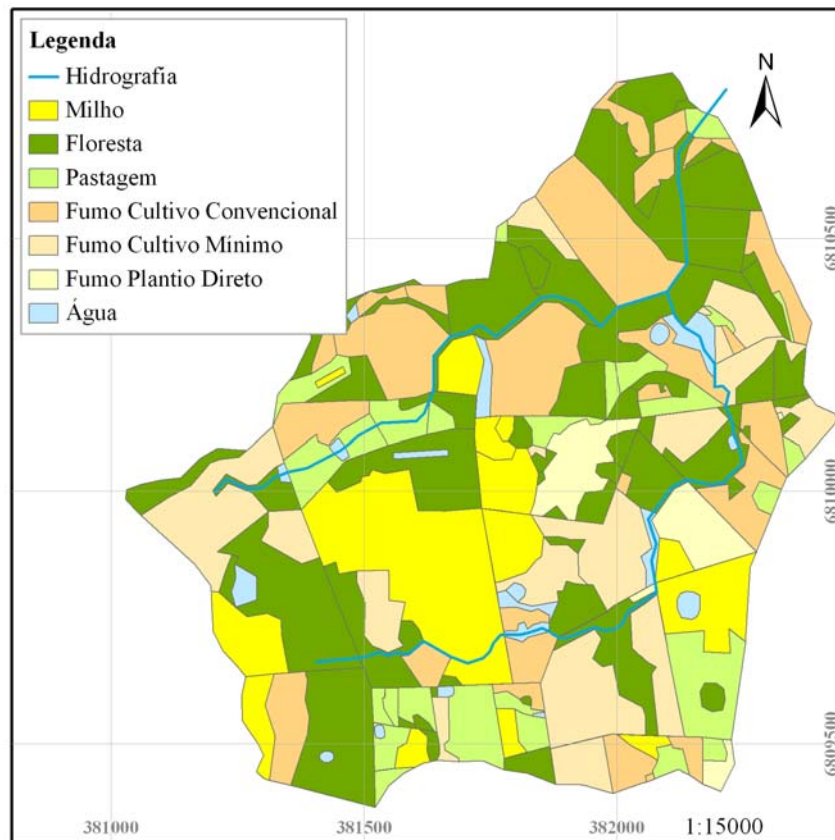 Legenda
Hidrografia
Milho
Floresta
Pastagem
Fumo Cultivo Convencional
Fumo Cultivo Mínimo
Fumo Plantio Direto
Água
N
6810500
6810000
6809500
381000
381500
382000
1:15000